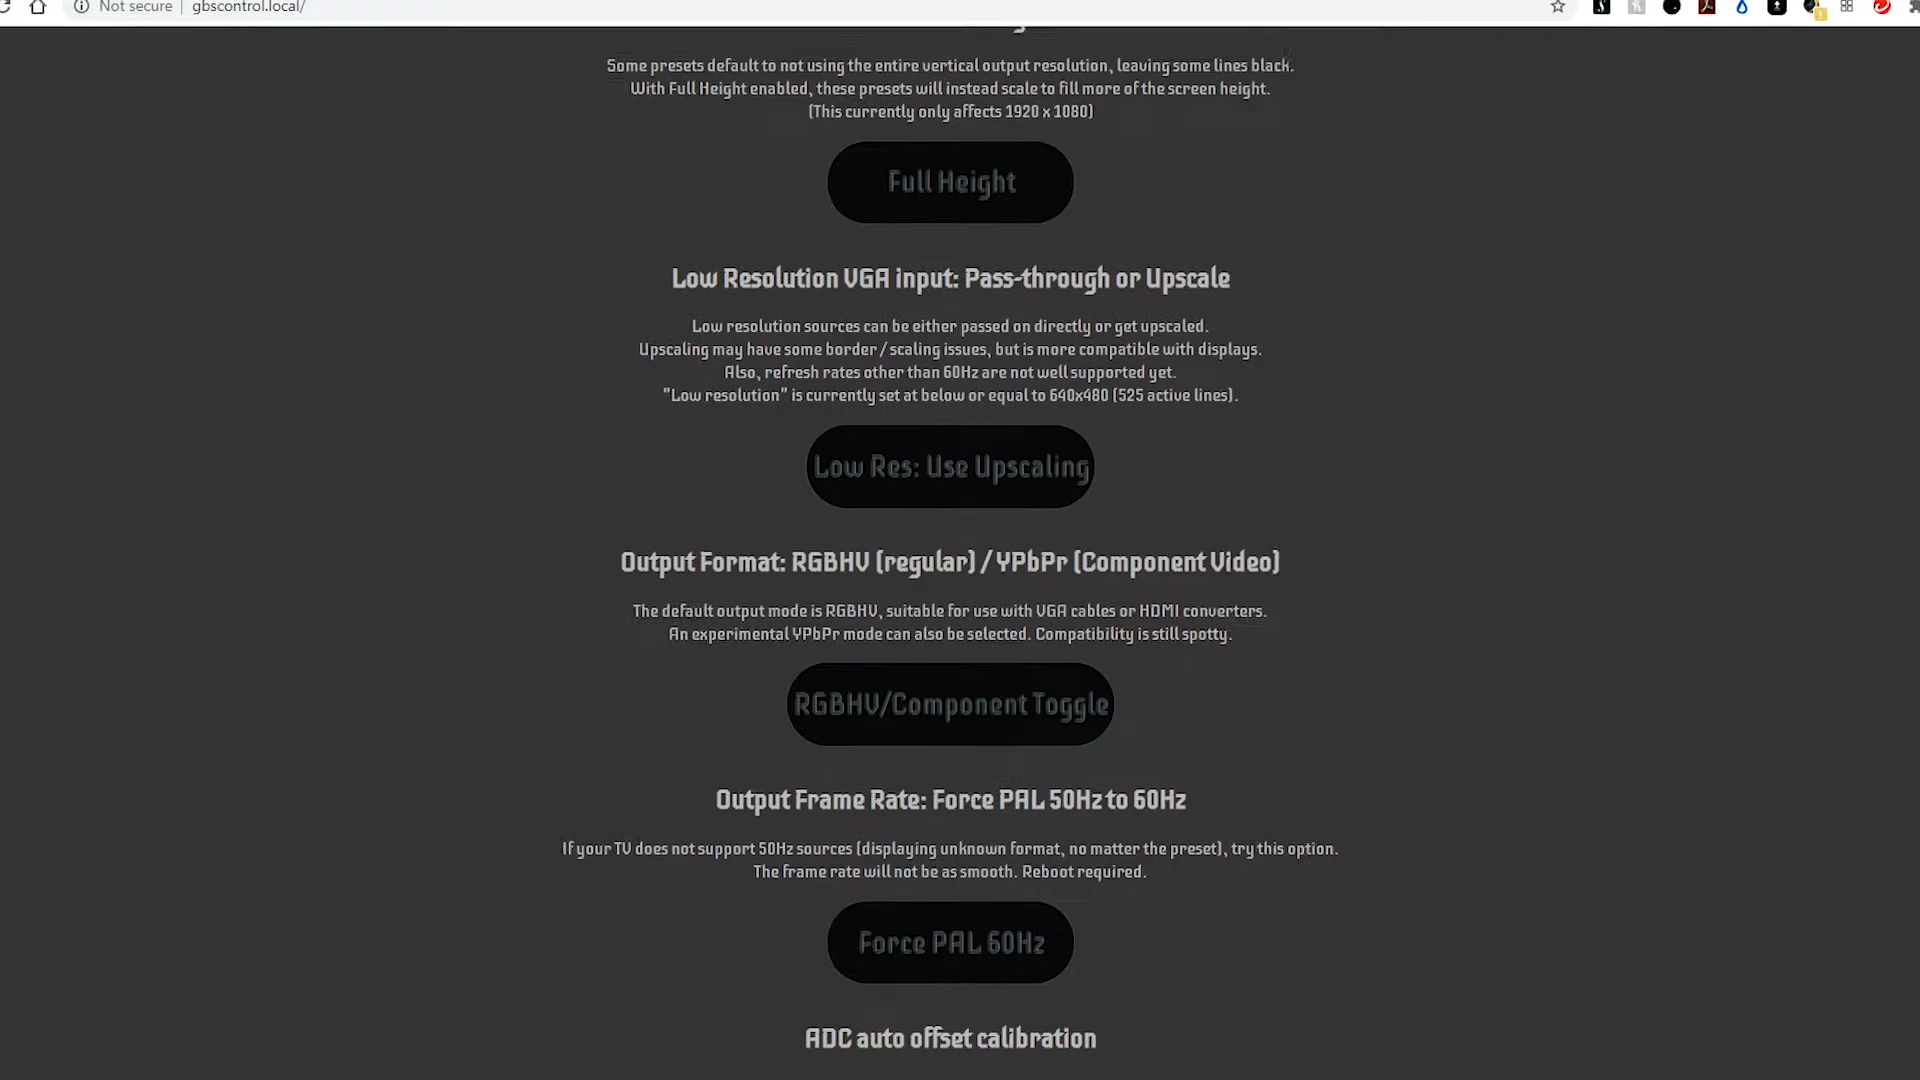 Not secure
gbscontrol.local/
Some presets default to not using the entire vertical output resolution, leaving some lines black.
With Full Height enabled, these presets will instead scale to fill more of the screen height.
(This currently only affects 1920 x 1080)
Full Height
Low Resolution VGA input: Pass-through or Upscale
Low resolution sources can be either passed on directly or get upscaled.
Upscaling may have some border / scaling issues, but is more compatible with displays.
Also, refresh rates other than 60Hz are not well supported yet.
"Low resolution" is currently set at below or equal to 640x480 (525 active lines).
Low Res: Use Upscaling
Output Format: RGBHV (regular) / YPbPr (Component Video)
The default output mode is RGBHV, suitable for use with VGA cables or HDMI converters.
An experimental YPbPr mode can also be selected. Compatibility is still spotty.
RGBHV/Component Toggle
Output Frame Rate: Force PAL 50Hz to 60Hz
If your TV does not support 50Hz sources (displaying unknown format, no matter the preset), try this option.
The frame rate will not be as smooth. Reboot required.
Force PAL 60Hz
ADC auto offset calibration